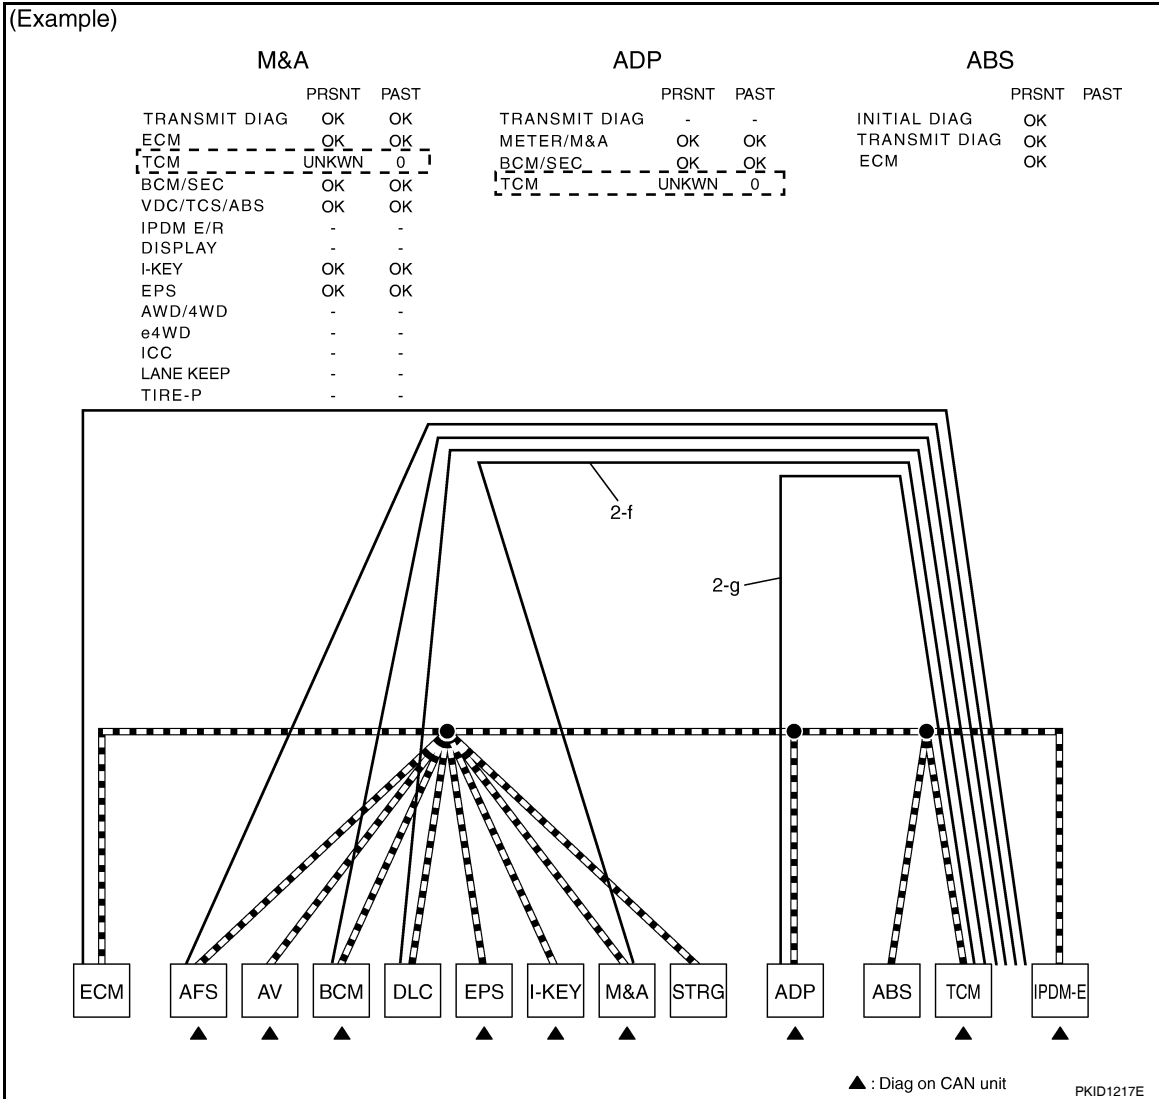 (Example)
M&A
PRSNT PAST
TRANSMIT DIAG OK OK
ECM OK OK
TCM UNKWN 0
BCM/SEC OK OK
VDC/TCS/ABS OK OK
IPDM E/R - -
DISPLAY - -
I-KEY OK OK
EPS OK OK
AWD/4WD - -
e4WD - -
ICC - -
LANE KEEP - -
TIRE-P - -
ADP
PRSNT PAST
TRANSMIT DIAG - -
METER/M&A OK OK
BCM/SEC OK OK
TCM UNKWN 0
ABS
PRSNT PAST
INITIAL DIAG OK
TRANSMIT DIAG OK
ECM OK
2-f
2-g
ECM AFS AV BCM DLC EPS I-KEY M&A STRG ADP ABS TCM IPDM-E
▲ : Diag on CAN unit
PKID1217E